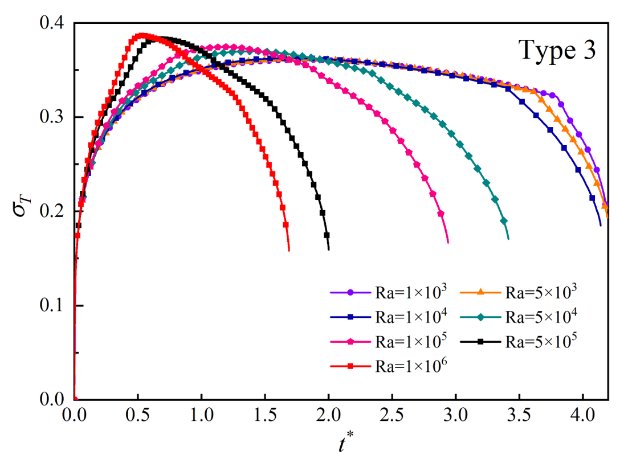 Type 3
σ_T
0.4
0.3
0.2
0.1
0.0
Ra=1×10³
Ra=5×10³
Ra=1×10⁴
Ra=5×10⁴
Ra=1×10⁵
Ra=5×10⁵
Ra=1×10⁶
0.0 0.5 1.0 1.5 2.0 2.5 3.0 3.5 4.0
t*